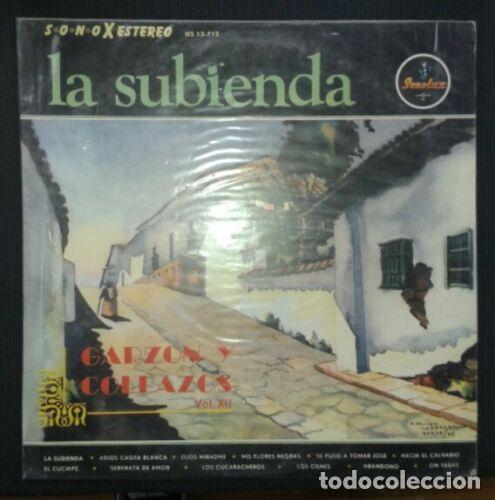 SONOX ESTEREO
IES 13-712
Sonolux
la subienda
GARZON Y
COLLAZOS
Vol. XII
LA SUBIENDA ★ ADIOS CASITA BLANCA ★ OJOS MIRADME ★ MIS FLORES NEGRAS ★ SE PUSO A TOMAR JOSE ★ HACIA EL CALVARIO
EL CUCHIPE ★ SERENATA DE AMOR ★ LOS CUCARACHEROS ★ LOS CISNES ★ ABANDONO
todocoleccion.net